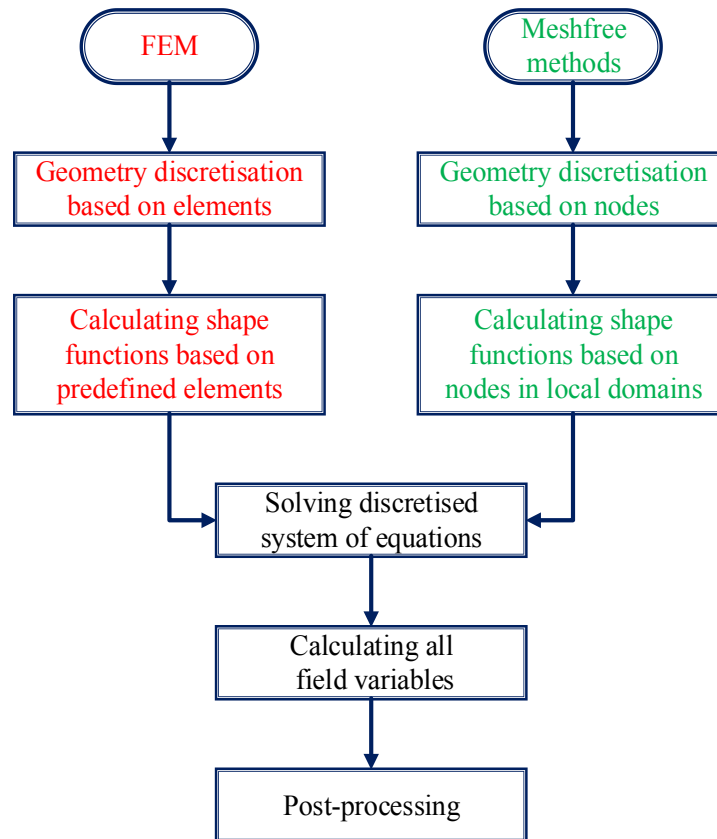 FEM
Meshfree
methods
Geometry discretisation
based on elements
Geometry discretisation
based on nodes
Calculating shape
functions based on
predefined elements
Calculating shape
functions based on
nodes in local domains
Solving discretised
system of equations
Calculating all
field variables
Post-processing